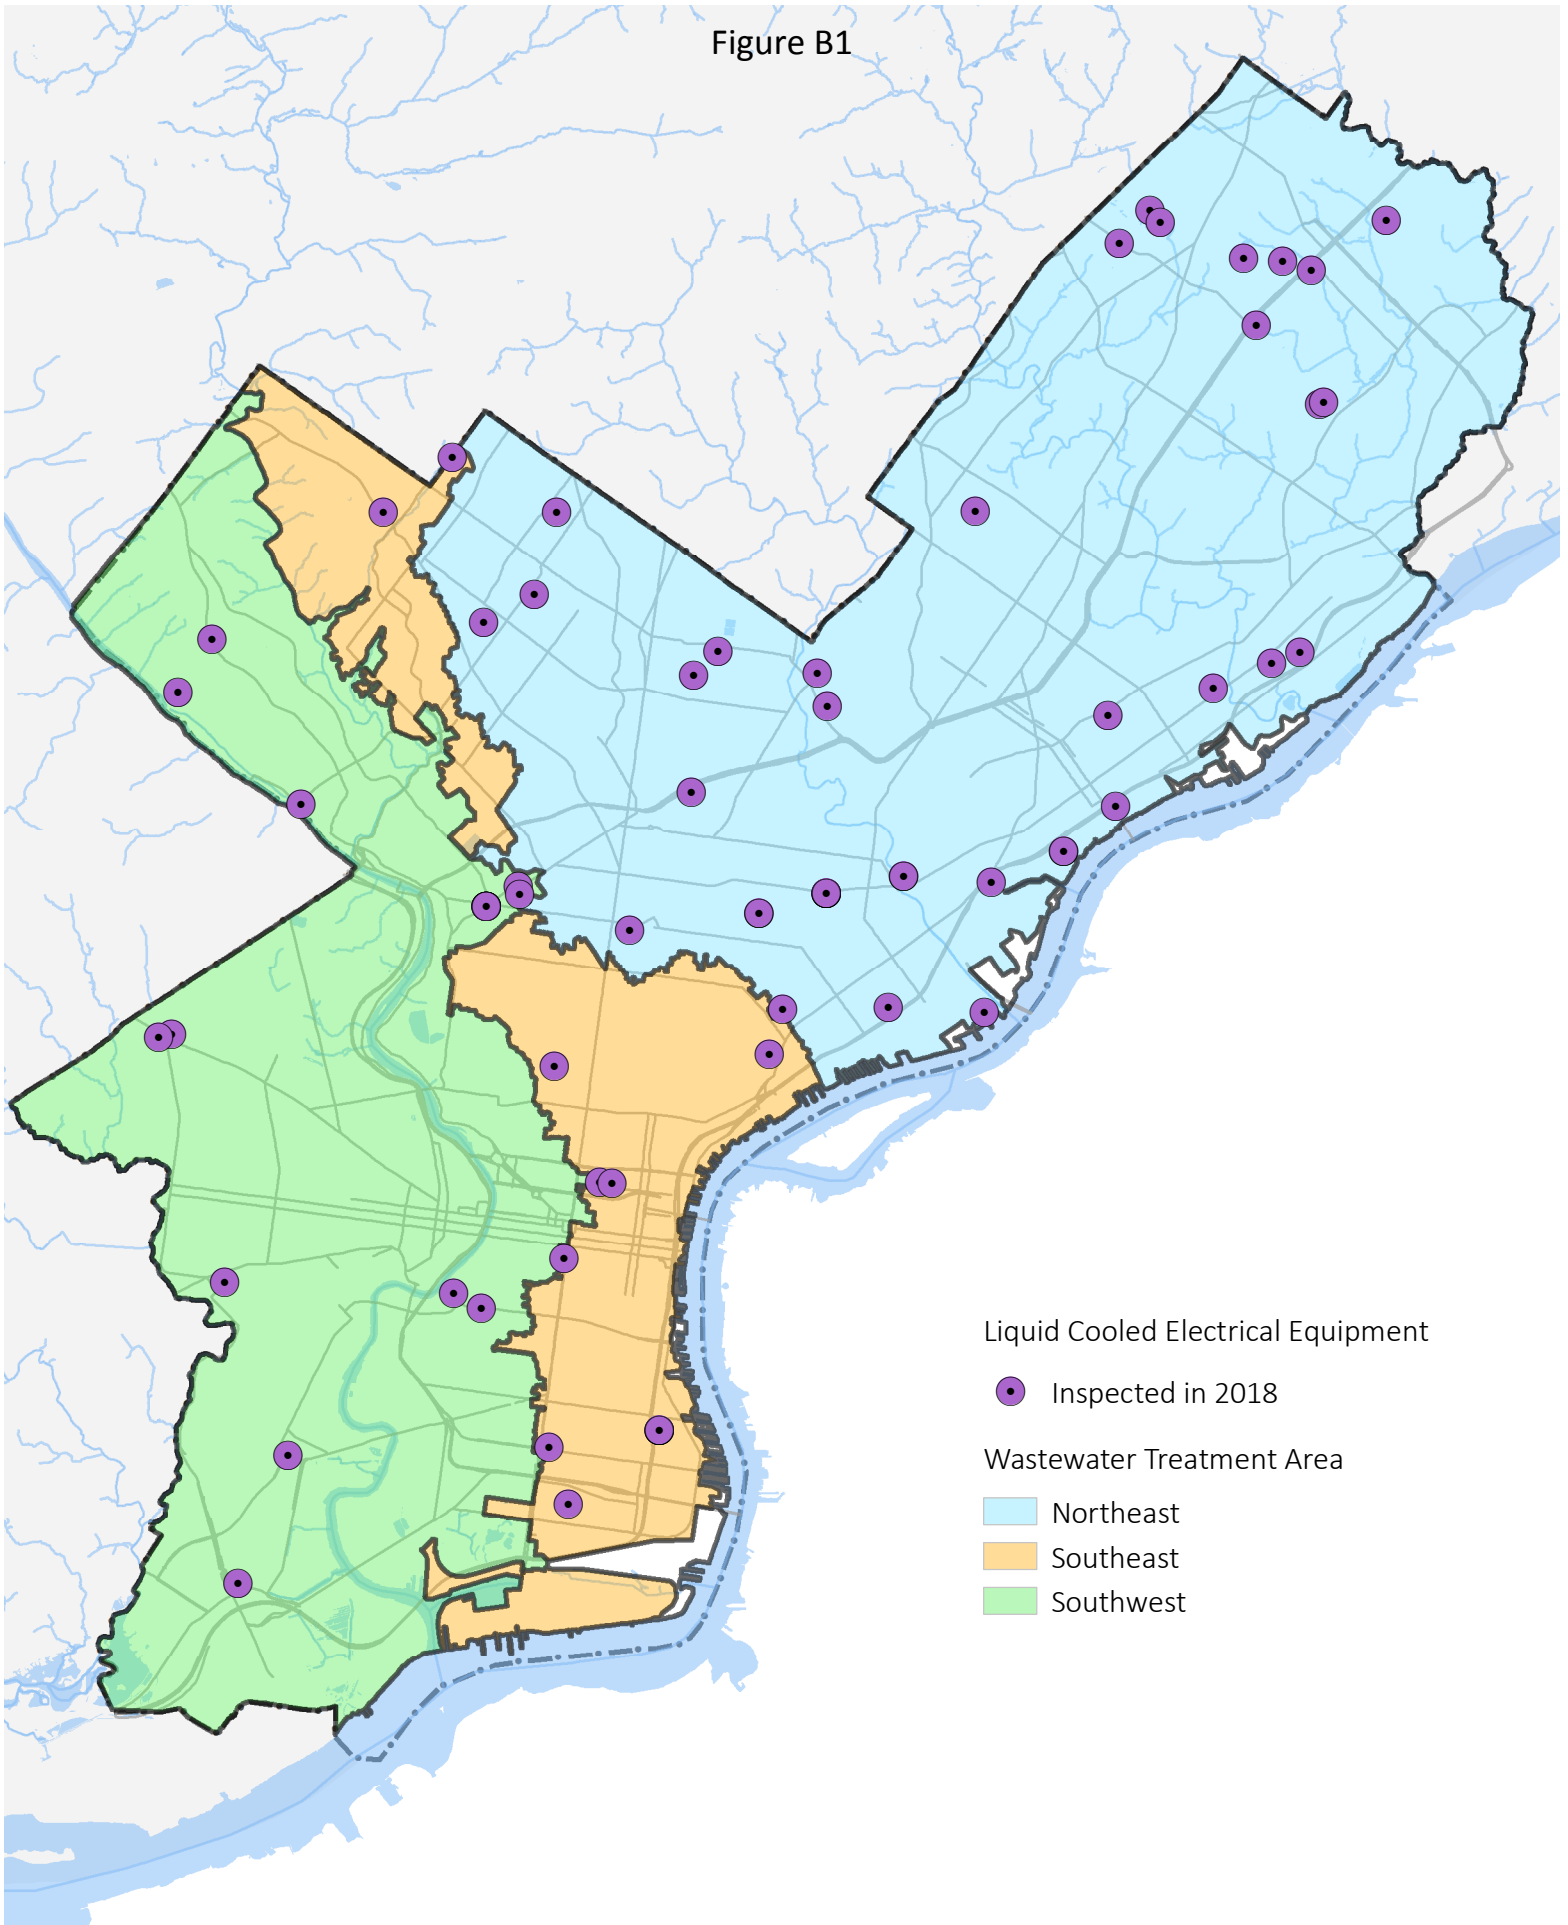 Figure B1
Liquid Cooled Electrical Equipment
Inspected in 2018
Wastewater Treatment Area
Northeast
Southeast
Southwest